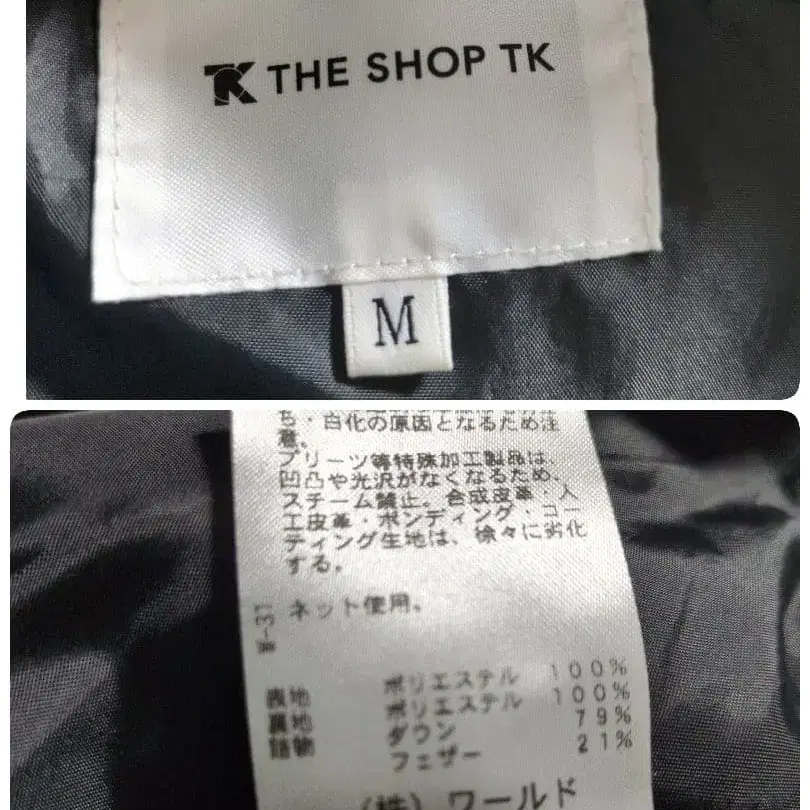 TK THE SHOP TK
M
ち・白化の原因となるため注
意。
プリーツ等特殊加工製品は、
凹凸や光沢がなくなるため、
スチーム禁止。合成皮革・人
工皮革・ボンディング・コー
ティング生地は、徐々に劣化
する。
ネット使用。
W-31
表地 ポリエステル 100%
裏地 ポリエステル 100%
詰物 ダウン 79%
フェザー 21%
(株) ワールド